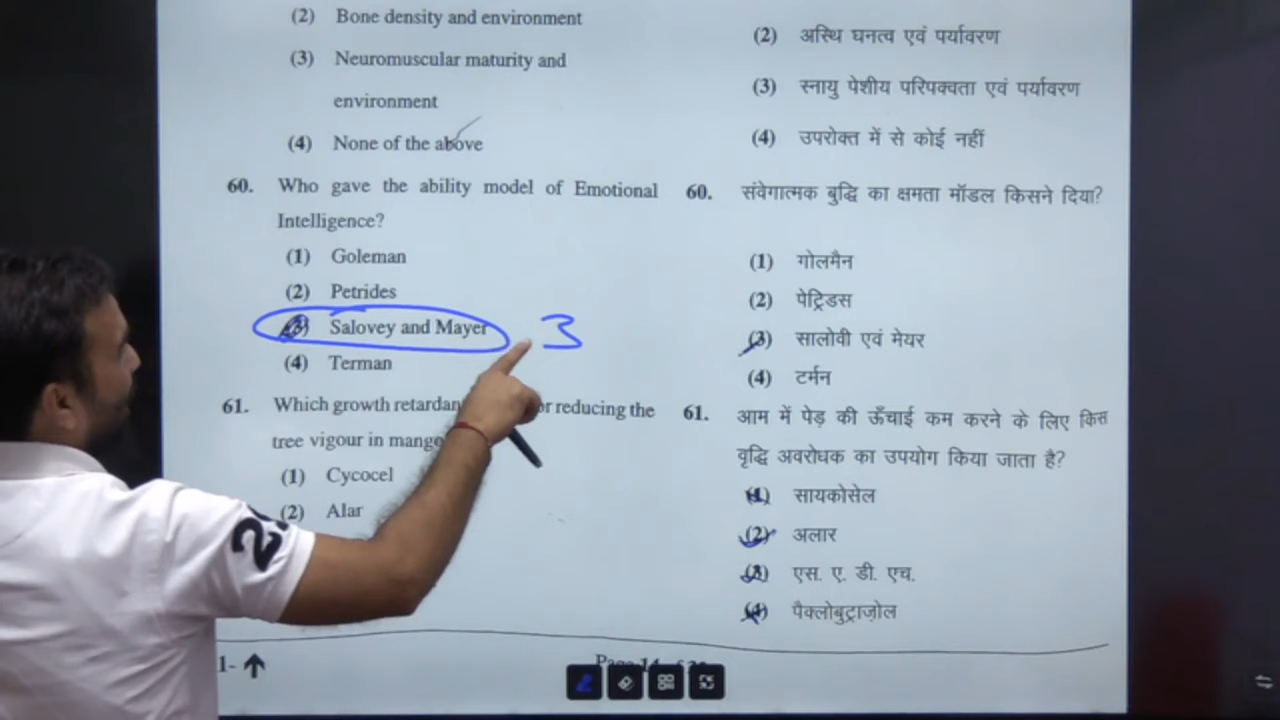 (2) Bone density and environment
(3) Neuromuscular maturity and
environment
(4) None of the above
60. Who gave the ability model of Emotional
Intelligence?
(1) Goleman
(2) Petrides
(3) Salovey and Mayer 3
(4) Terman
61. Which growth retardan or reducing the
tree vigour in mango
(1) Cycocel
(2) Alar
(2) अस्थि घनत्व एवं पर्यावरण
(3) स्नायु पेशीय परिपक्वता एवं पर्यावरण
(4) उपरोक्त में से कोई नहीं
60. संवेगात्मक बुद्धि का क्षमता मॉडल किसने दिया?
(1) गोलमैन
(2) पेट्रिडस
(3) सालोवी एवं मेयर
(4) टर्मन
61. आम में पेड़ की ऊँचाई कम करने के लिए किस
वृद्धि अवरोधक का उपयोग किया जाता है?
(1) सायकोसेल
(2) अलार
(3) एस. ए. डी. एच.
(4) पैक्लोबुट्राज़ोल
1-